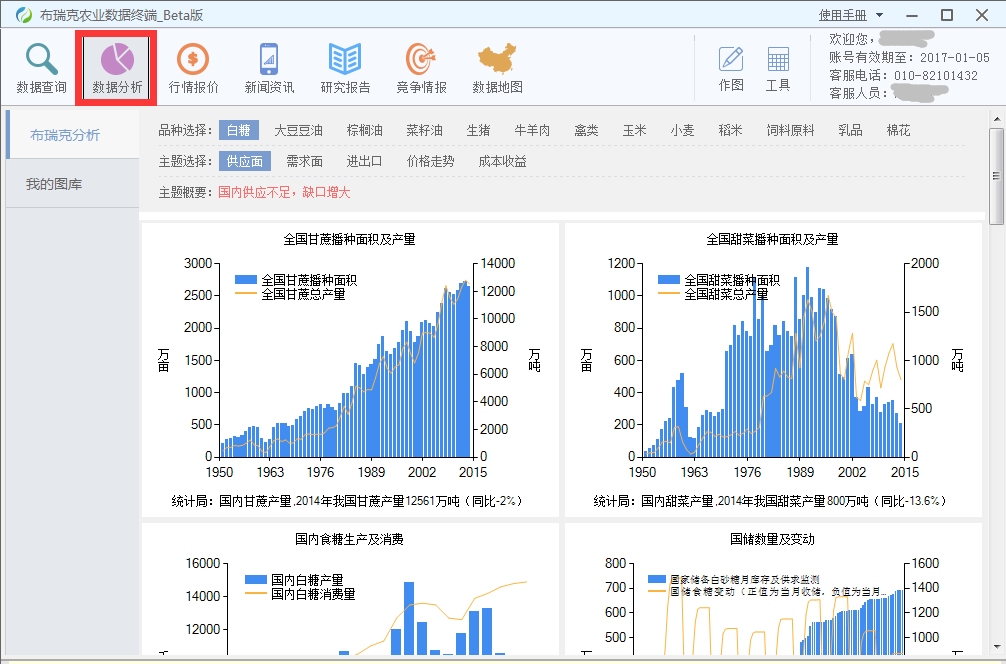 布瑞克农业数据终端_Beta版
使用手册
数据查询 数据分析 行情报价 新闻资讯 研究报告 竞争情报 数据地图 作图 工具
欢迎您,
账号有效期至: 2017-01-05
客服电话: 010-82101432
客服人员:
布瑞克分析
我的图库
品种选择: 白糖 大豆豆油 棕榈油 菜籽油 生猪 牛羊肉 禽类 玉米 小麦 稻米 饲料原料 乳品 棉花
主题选择: 供应面 需求面 进出口 价格走势 成本收益
主题概要: 国内供应不足，缺口增大
全国甘蔗播种面积及产量
全国甘蔗播种面积
全国甘蔗总产量
3000
2500
2000
1500
1000
500
0
万亩
14000
12000
10000
8000
6000
4000
2000
0
万吨
1950 1963 1976 1989 2002 2015
统计局：国内甘蔗产量,2014年我国甘蔗产量12561万吨（同比-2%）
全国甜菜播种面积及产量
全国甜菜播种面积
全国甜菜总产量
1200
1000
800
600
400
200
0
万亩
2000
1500
1000
500
0
万吨
1950 1963 1976 1989 2002 2015
统计局：国内甜菜产量,2014年我国甜菜产量800万吨（同比-13.6%）
国内食糖生产及消费
国内白糖产量
国内白糖消费量
16000
14000
12000
国储数量及变动
国家储备白砂糖月库存及供求监测
国储食糖变动（正值为当月收储，负值为当月...
800
700
600
500
1600
1400
1200
1000